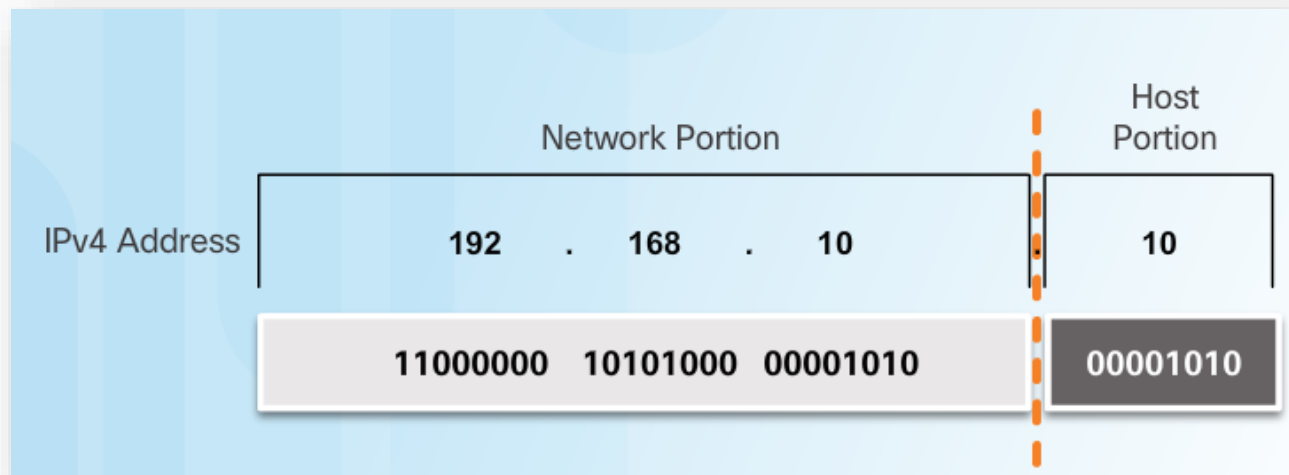 Host
Portion
Network Portion
IPv4 Address 192 . 168 . 10 . 10
11000000 10101000 00001010 00001010